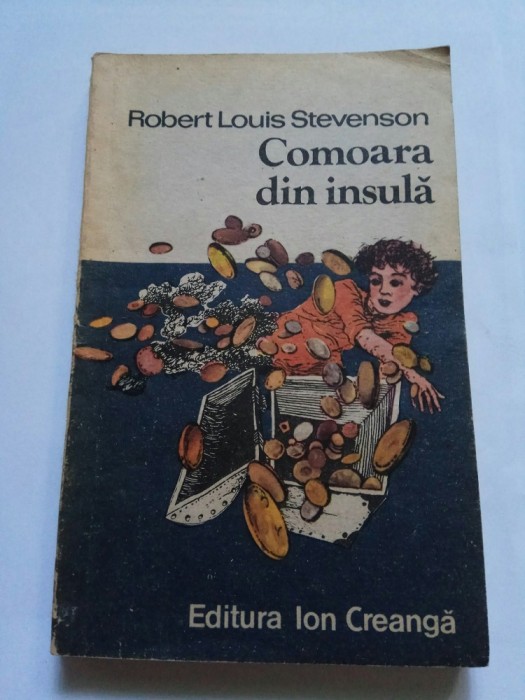 Robert Louis Stevenson
Comoara
din insulă
Editura Ion Creangă